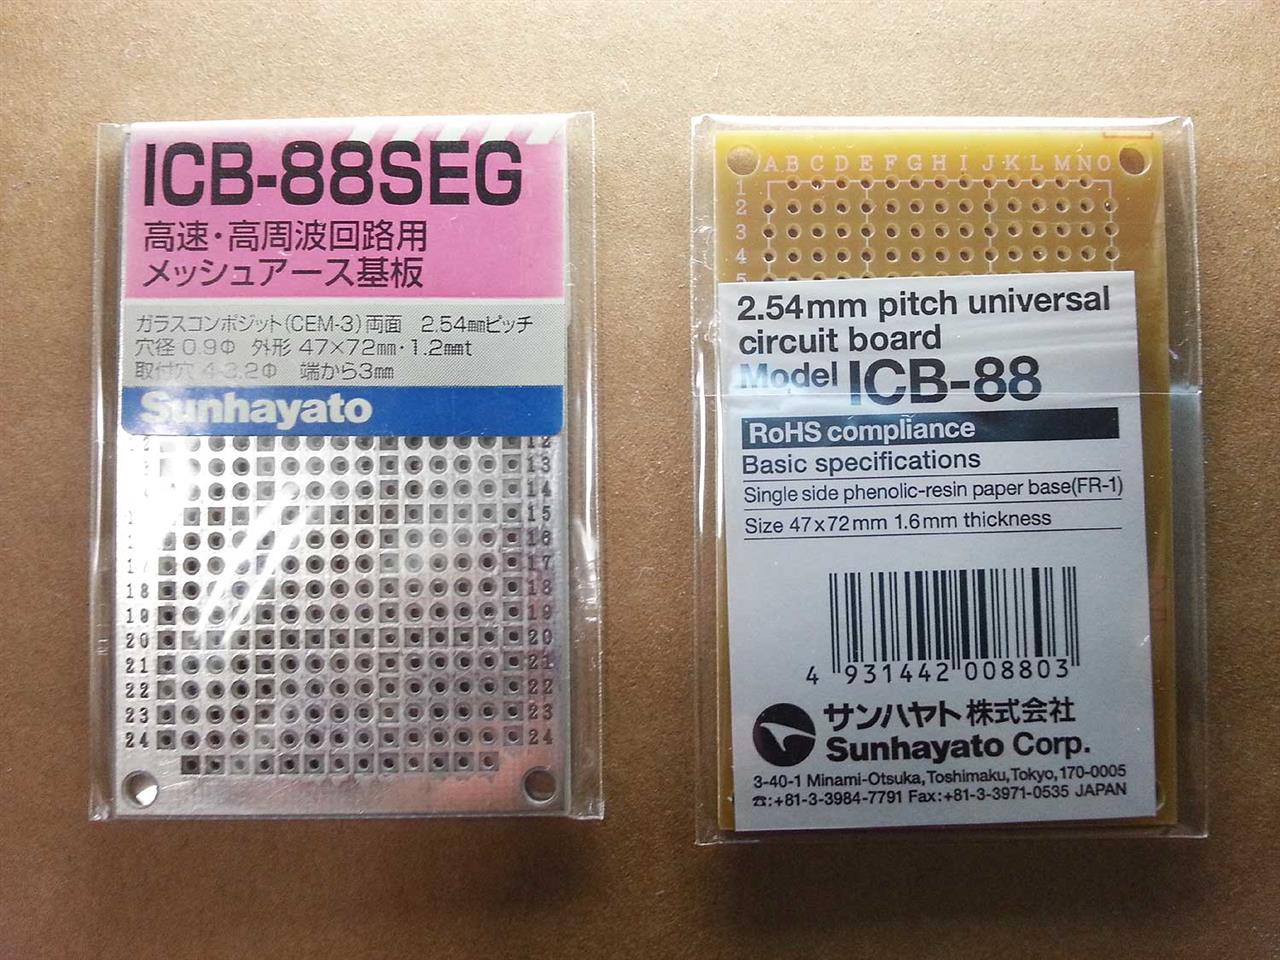 ICB-88SEG
高速・高周波回路用
メッシュアース基板
ガラスコンポジット(CEM-3)両面 2.54㎜ピッチ
穴径 0.9Φ 外形 47×72㎜・1.2㎜t
取付穴 4-3.2Φ 端から3㎜
Sunhayato
12 12
13
14
15
16
17
18 18
19 19
20 20
21 21
22 22
23 23
24 24
A B C D E F G H I J K L M N O
1
2
3
4
5
2.54mm pitch universal
circuit board
Model ICB-88
RoHS compliance
Basic specifications
Single side phenolic-resin paper base(FR-1)
Size 47x72mm 1.6mm thickness
4 931442 008803
サンハヤト株式会社
Sunhayato Corp.
3-40-1 Minami-Otsuka,Toshimaku,Tokyo,170-0005
☎:+81-3-3984-7791 Fax:+81-3-3971-0535 JAPAN